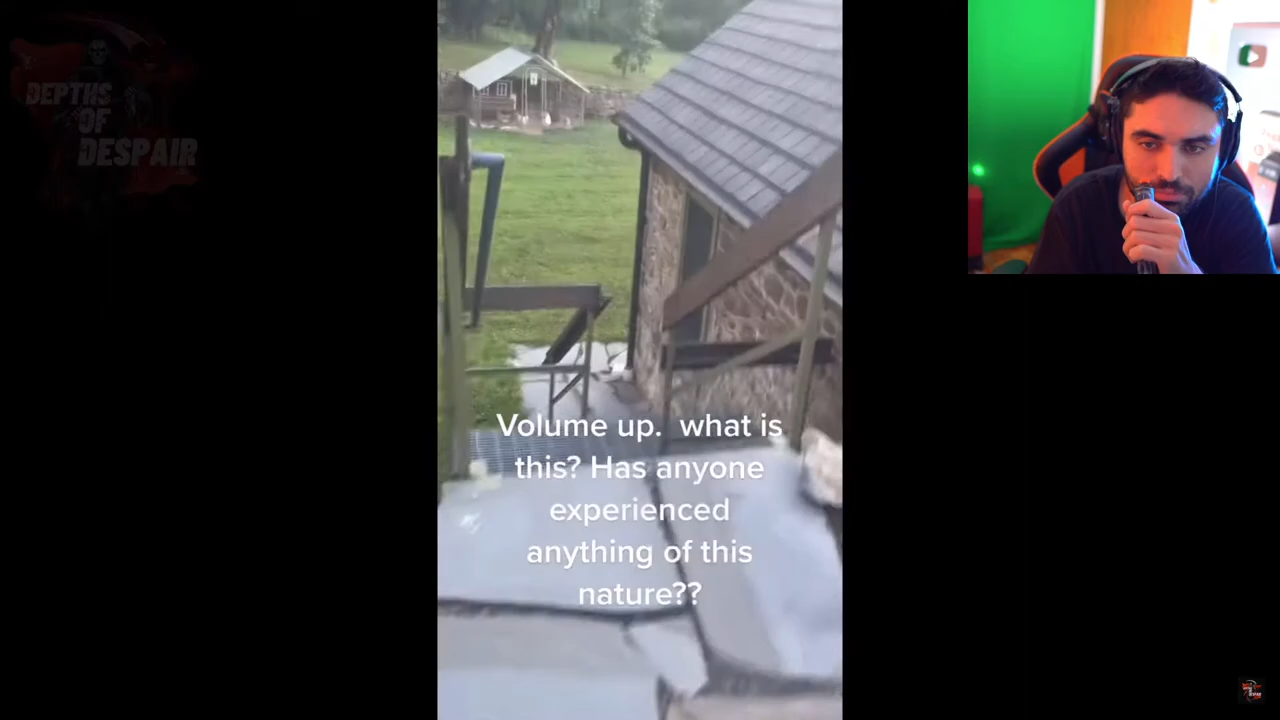 DEPTHS
OF
DESPAIR
Volume up.  what is
this? Has anyone
experienced
anything of this
nature??